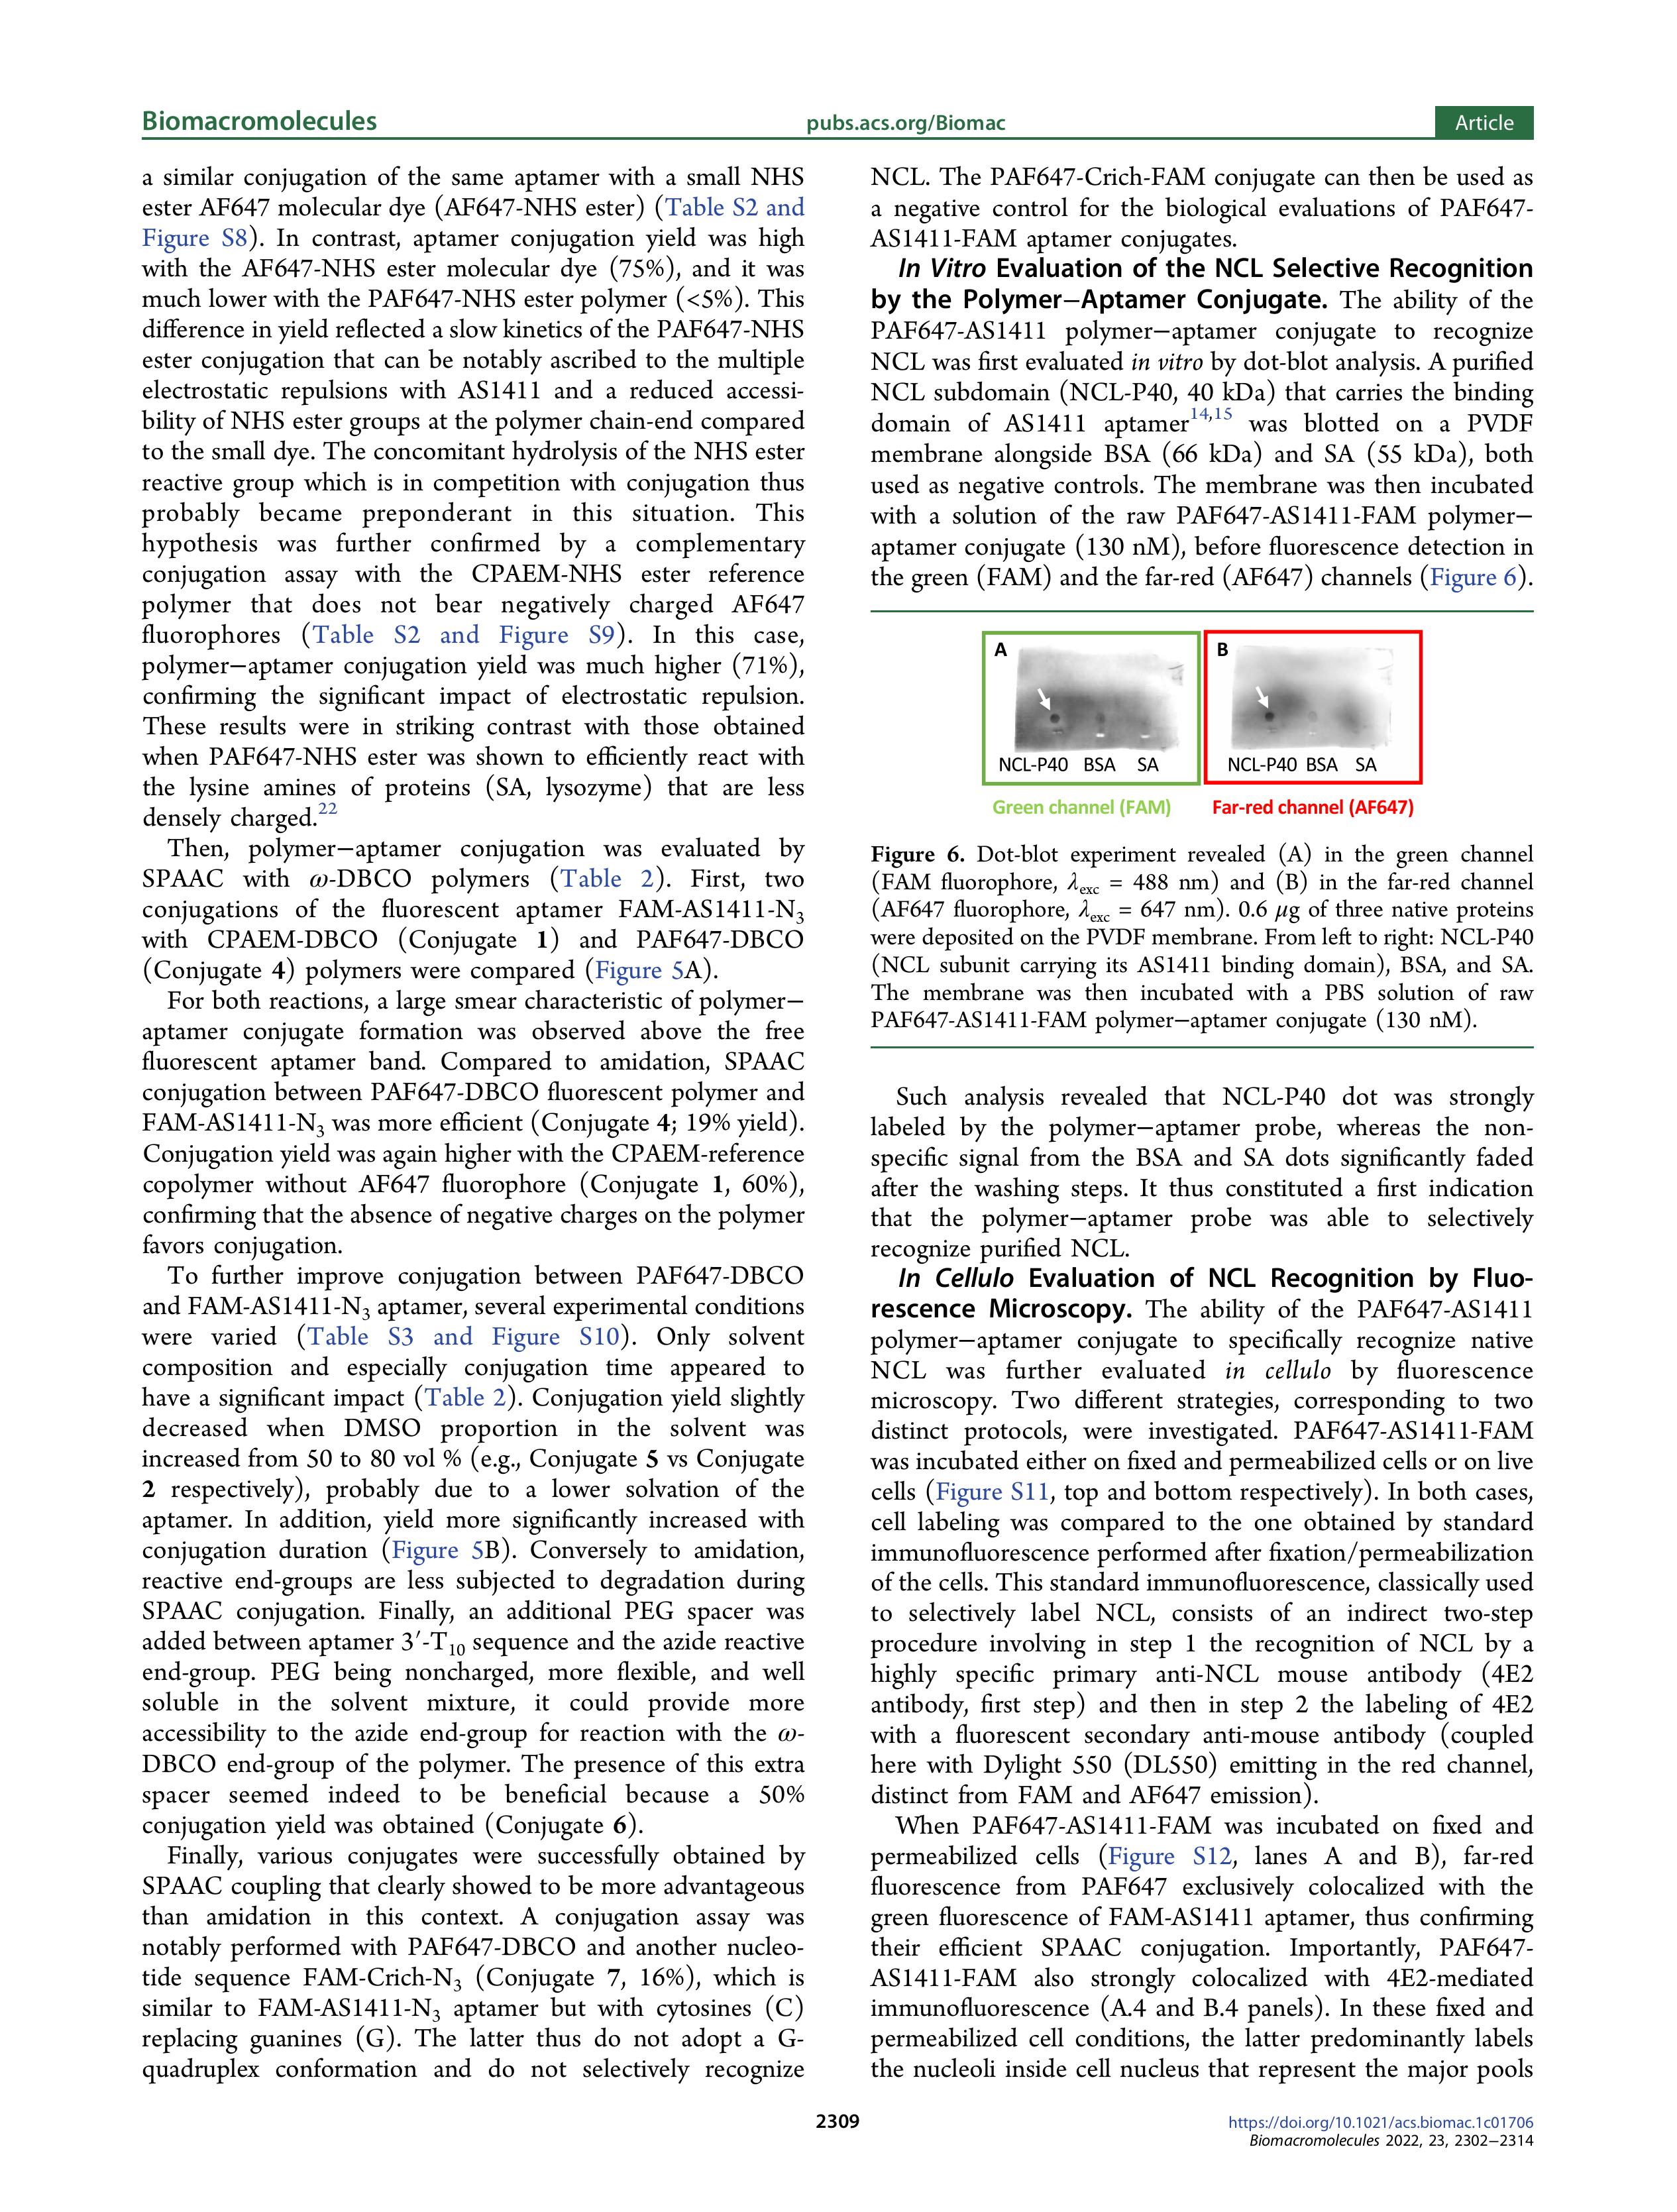 Biomacromolecules
pubs.acs.org/Biomac
Article
a similar conjugation of the same aptamer with a small NHS
ester AF647 molecular dye (AF647-NHS ester) (Table S2 and
Figure S8). In contrast, aptamer conjugation yield was high
with the AF647-NHS ester molecular dye (75%), and it was
much lower with the PAF647-NHS ester polymer (<5%). This
difference in yield reflected a slow kinetics of the PAF647-NHS
ester conjugation that can be notably ascribed to the multiple
electrostatic repulsions with AS1411 and a reduced accessi-
bility of NHS ester groups at the polymer chain-end compared
to the small dye. The concomitant hydrolysis of the NHS ester
reactive group which is in competition with conjugation thus
probably became preponderant in this situation. This
hypothesis was further confirmed by a complementary
conjugation assay with the CPAEM-NHS ester reference
polymer that does not bear negatively charged AF647
fluorophores (Table S2 and Figure S9). In this case,
polymer−aptamer conjugation yield was much higher (71%),
confirming the significant impact of electrostatic repulsion.
These results were in striking contrast with those obtained
when PAF647-NHS ester was shown to efficiently react with
the lysine amines of proteins (SA, lysozyme) that are less
densely charged.22
Then, polymer−aptamer conjugation was evaluated by
SPAAC with ω-DBCO polymers (Table 2). First, two
conjugations of the fluorescent aptamer FAM-AS1411-N3
with CPAEM-DBCO (Conjugate 1) and PAF647-DBCO
(Conjugate 4) polymers were compared (Figure 5A).
For both reactions, a large smear characteristic of polymer−
aptamer conjugate formation was observed above the free
fluorescent aptamer band. Compared to amidation, SPAAC
conjugation between PAF647-DBCO fluorescent polymer and
FAM-AS1411-N3 was more efficient (Conjugate 4; 19% yield).
Conjugation yield was again higher with the CPAEM-reference
copolymer without AF647 fluorophore (Conjugate 1, 60%),
confirming that the absence of negative charges on the polymer
favors conjugation.
To further improve conjugation between PAF647-DBCO
and FAM-AS1411-N3 aptamer, several experimental conditions
were varied (Table S3 and Figure S10). Only solvent
composition and especially conjugation time appeared to
have a significant impact (Table 2). Conjugation yield slightly
decreased when DMSO proportion in the solvent was
increased from 50 to 80 vol % (e.g., Conjugate 5 vs Conjugate
2 respectively), probably due to a lower solvation of the
aptamer. In addition, yield more significantly increased with
conjugation duration (Figure 5B). Conversely to amidation,
reactive end-groups are less subjected to degradation during
SPAAC conjugation. Finally, an additional PEG spacer was
added between aptamer 3′-T10 sequence and the azide reactive
end-group. PEG being noncharged, more flexible, and well
soluble in the solvent mixture, it could provide more
accessibility to the azide end-group for reaction with the ω-
DBCO end-group of the polymer. The presence of this extra
spacer seemed indeed to be beneficial because a 50%
conjugation yield was obtained (Conjugate 6).
Finally, various conjugates were successfully obtained by
SPAAC coupling that clearly showed to be more advantageous
than amidation in this context. A conjugation assay was
notably performed with PAF647-DBCO and another nucleo-
tide sequence FAM-Crich-N3 (Conjugate 7, 16%), which is
similar to FAM-AS1411-N3 aptamer but with cytosines (C)
replacing guanines (G). The latter thus do not adopt a G-
quadruplex conformation and do not selectively recognize
NCL. The PAF647-Crich-FAM conjugate can then be used as
a negative control for the biological evaluations of PAF647-
AS1411-FAM aptamer conjugates.
In Vitro Evaluation of the NCL Selective Recognition
by the Polymer−Aptamer Conjugate. The ability of the
PAF647-AS1411 polymer−aptamer conjugate to recognize
NCL was first evaluated in vitro by dot-blot analysis. A purified
NCL subdomain (NCL-P40, 40 kDa) that carries the binding
domain of AS1411 aptamer14,15 was blotted on a PVDF
membrane alongside BSA (66 kDa) and SA (55 kDa), both
used as negative controls. The membrane was then incubated
with a solution of the raw PAF647-AS1411-FAM polymer−
aptamer conjugate (130 nM), before fluorescence detection in
the green (FAM) and the far-red (AF647) channels (Figure 6).
A
B
NCL-P40 BSA SA
NCL-P40 BSA SA
Green channel (FAM)
Far-red channel (AF647)
Figure 6. Dot-blot experiment revealed (A) in the green channel
(FAM fluorophore, λexc = 488 nm) and (B) in the far-red channel
(AF647 fluorophore, λexc = 647 nm). 0.6 μg of three native proteins
were deposited on the PVDF membrane. From left to right: NCL-P40
(NCL subunit carrying its AS1411 binding domain), BSA, and SA.
The membrane was then incubated with a PBS solution of raw
PAF647-AS1411-FAM polymer−aptamer conjugate (130 nM).
Such analysis revealed that NCL-P40 dot was strongly
labeled by the polymer−aptamer probe, whereas the non-
specific signal from the BSA and SA dots significantly faded
after the washing steps. It thus constituted a first indication
that the polymer−aptamer probe was able to selectively
recognize purified NCL.
In Cellulo Evaluation of NCL Recognition by Fluo-
rescence Microscopy. The ability of the PAF647-AS1411
polymer−aptamer conjugate to specifically recognize native
NCL was further evaluated in cellulo by fluorescence
microscopy. Two different strategies, corresponding to two
distinct protocols, were investigated. PAF647-AS1411-FAM
was incubated either on fixed and permeabilized cells or on live
cells (Figure S11, top and bottom respectively). In both cases,
cell labeling was compared to the one obtained by standard
immunofluorescence performed after fixation/permeabilization
of the cells. This standard immunofluorescence, classically used
to selectively label NCL, consists of an indirect two-step
procedure involving in step 1 the recognition of NCL by a
highly specific primary anti-NCL mouse antibody (4E2
antibody, first step) and then in step 2 the labeling of 4E2
with a fluorescent secondary anti-mouse antibody (coupled
here with Dylight 550 (DL550) emitting in the red channel,
distinct from FAM and AF647 emission).
When PAF647-AS1411-FAM was incubated on fixed and
permeabilized cells (Figure S12, lanes A and B), far-red
fluorescence from PAF647 exclusively colocalized with the
green fluorescence of FAM-AS1411 aptamer, thus confirming
their efficient SPAAC conjugation. Importantly, PAF647-
AS1411-FAM also strongly colocalized with 4E2-mediated
immunofluorescence (A.4 and B.4 panels). In these fixed and
permeabilized cell conditions, the latter predominantly labels
the nucleoli inside cell nucleus that represent the major pools
2309
https://doi.org/10.1021/acs.biomac.1c01706
Biomacromolecules 2022, 23, 2302−2314